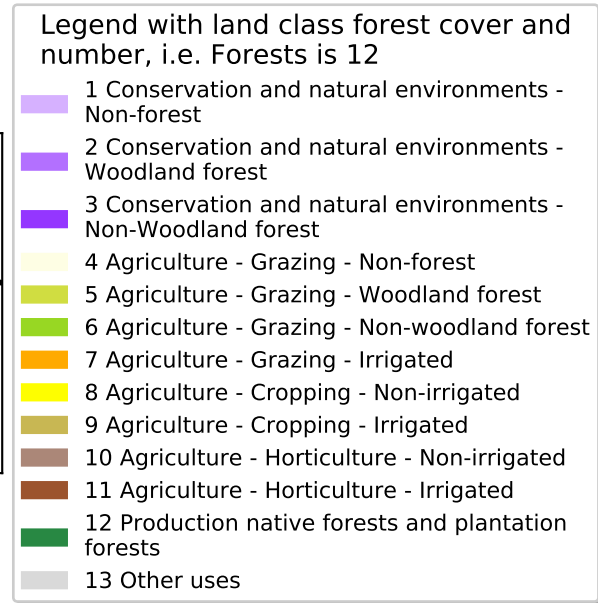 Legend with land class forest cover and
number, i.e. Forests is 12
1 Conservation and natural environments -
Non-forest
2 Conservation and natural environments -
Woodland forest
3 Conservation and natural environments -
Non-Woodland forest
4 Agriculture - Grazing - Non-forest
5 Agriculture - Grazing - Woodland forest
6 Agriculture - Grazing - Non-woodland forest
7 Agriculture - Grazing - Irrigated
8 Agriculture - Cropping - Non-irrigated
9 Agriculture - Cropping - Irrigated
10 Agriculture - Horticulture - Non-irrigated
11 Agriculture - Horticulture - Irrigated
12 Production native forests and plantation
forests
13 Other uses